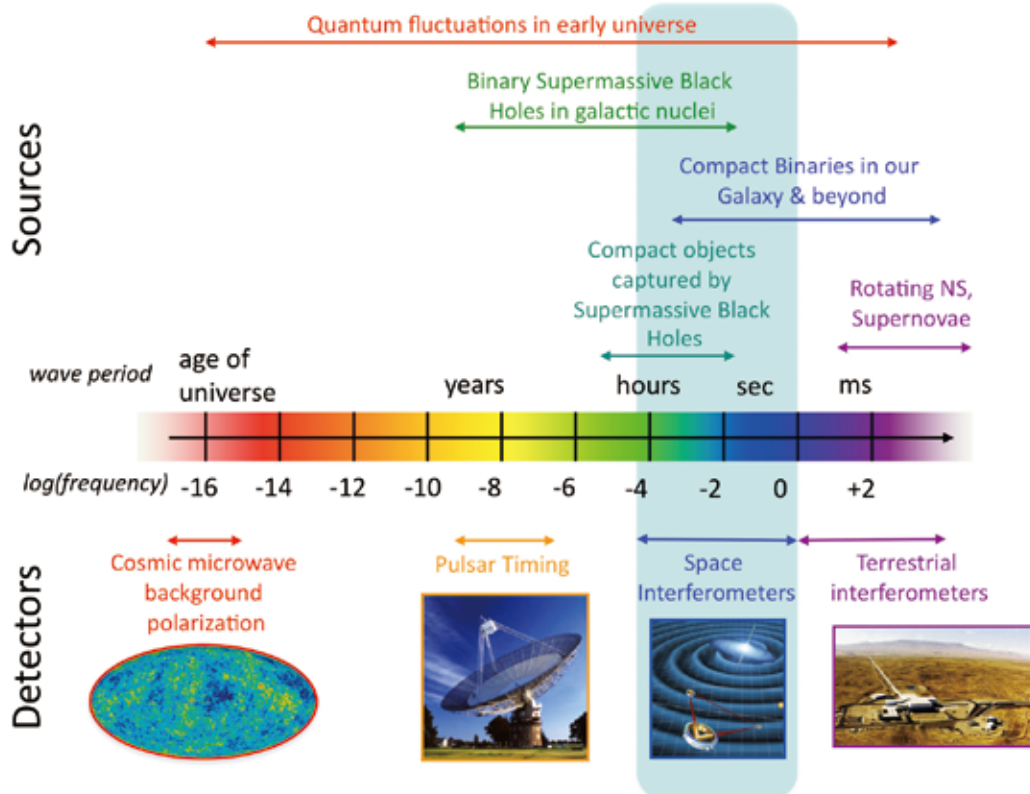 Quantum fluctuations in early universe
Binary Supermassive Black
Holes in galactic nuclei
Compact Binaries in our
Galaxy & beyond
Compact objects
captured by
Supermassive Black
Holes
Rotating NS,
Supernovae
Sources
wave period
age of
universe
years
hours
sec
ms
log(frequency)
-16 -14 -12 -10 -8 -6 -4 -2 0 +2
Detectors
Cosmic microwave
background
polarization
Pulsar Timing
Space
Interferometers
Terrestrial
interferometers